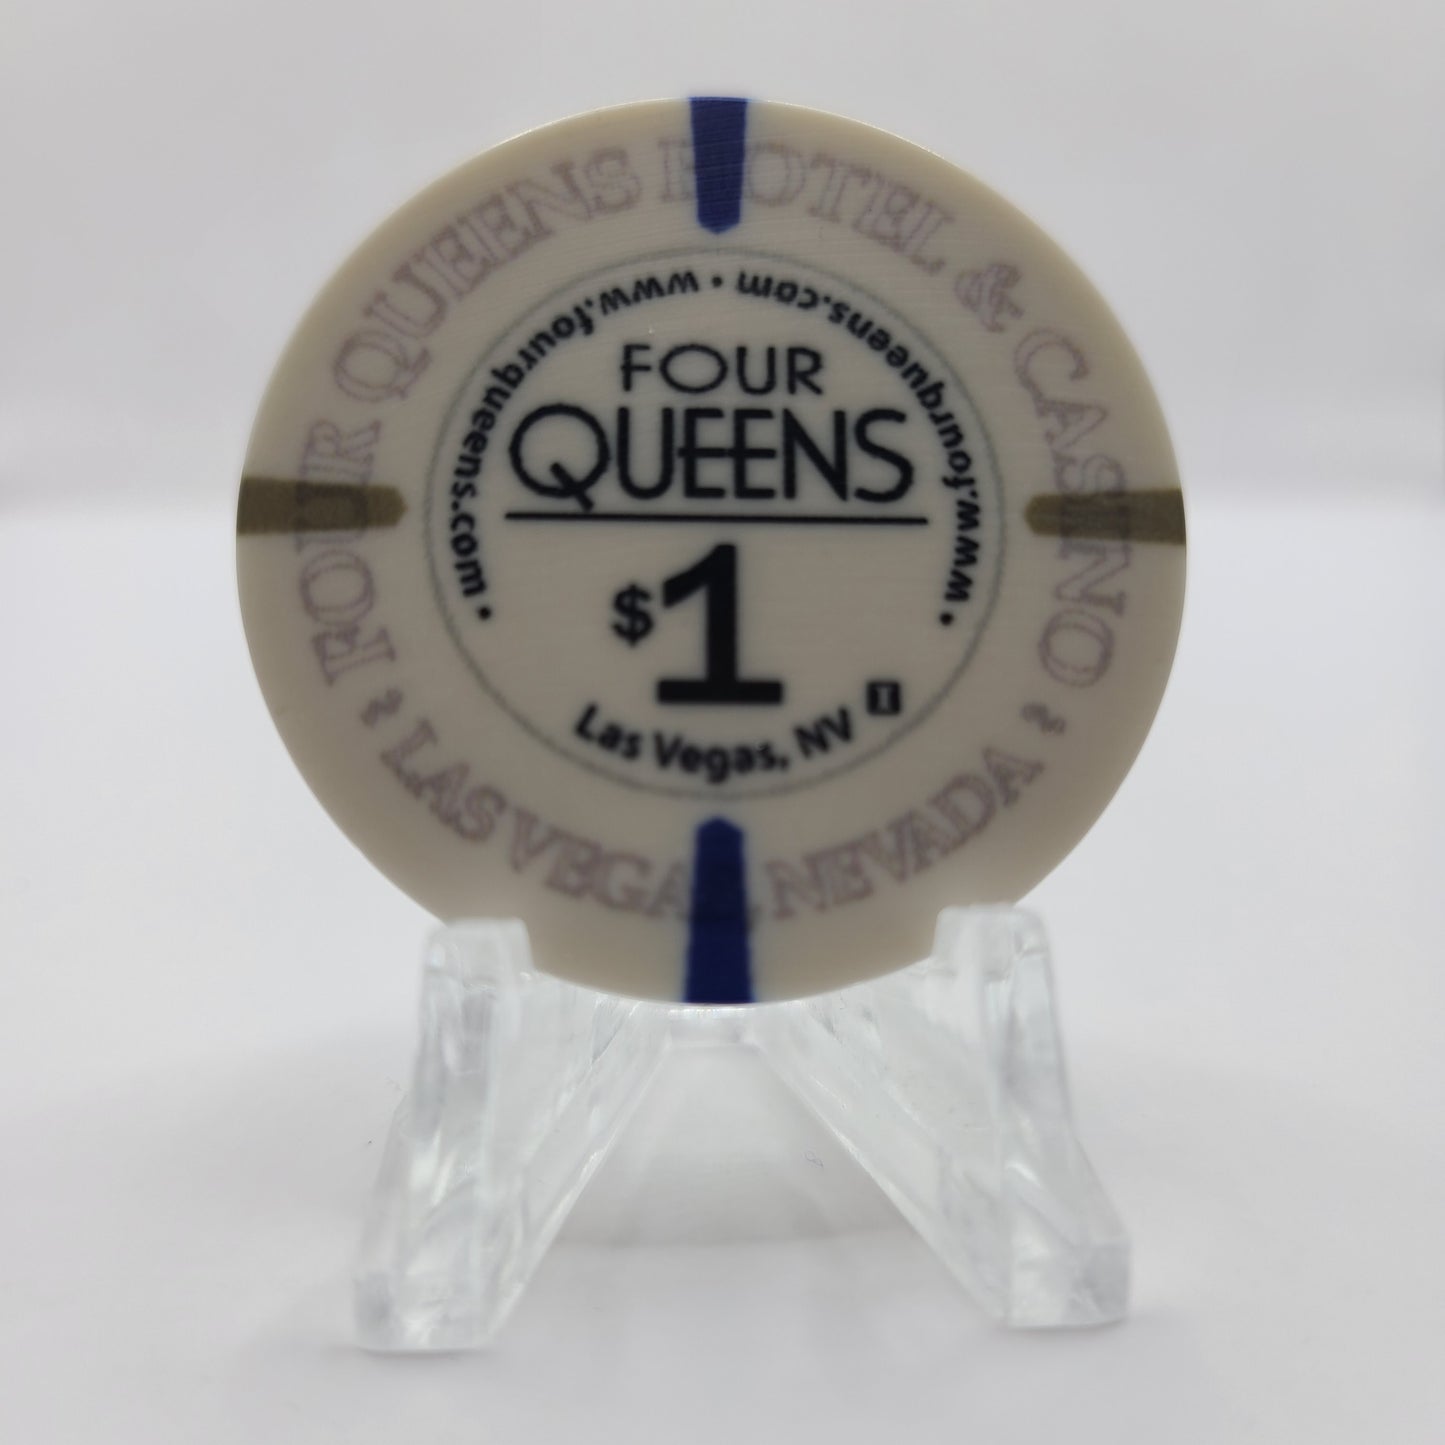 FOUR QUEENS HOTEL & CASINO
www.fourqueens.com • www.fourqueens.com •
FOUR
QUEENS
$1
Las Vegas, NV
I
LAS VEGAS, NEVADA